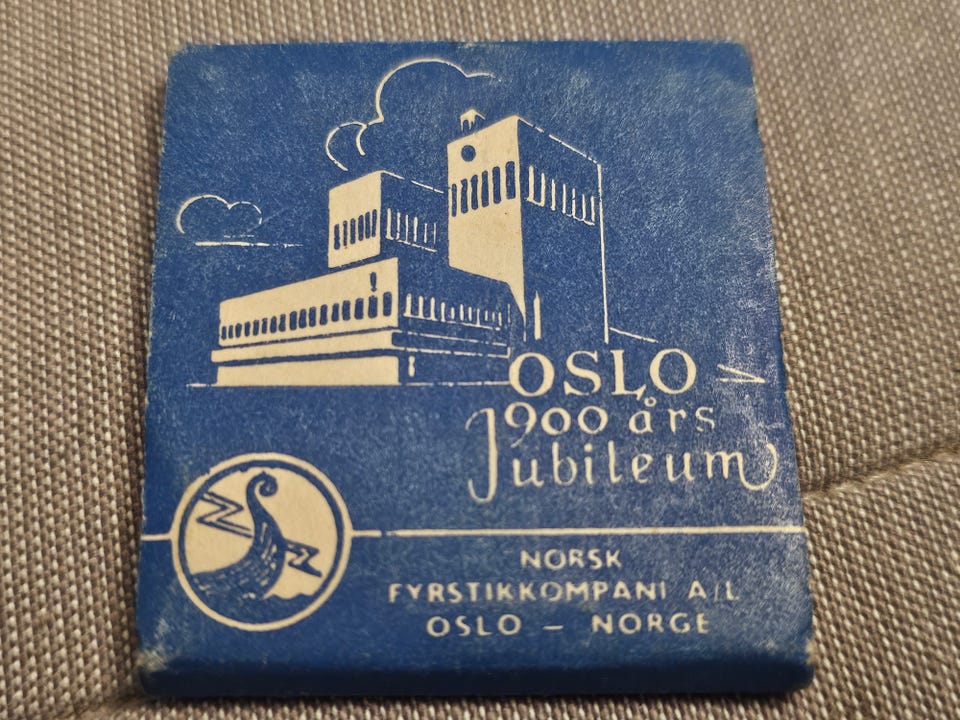 OSLO
900 års
Jubileum
NORSK
FYRSTIKKOMPANI A/L
OSLO – NORGE